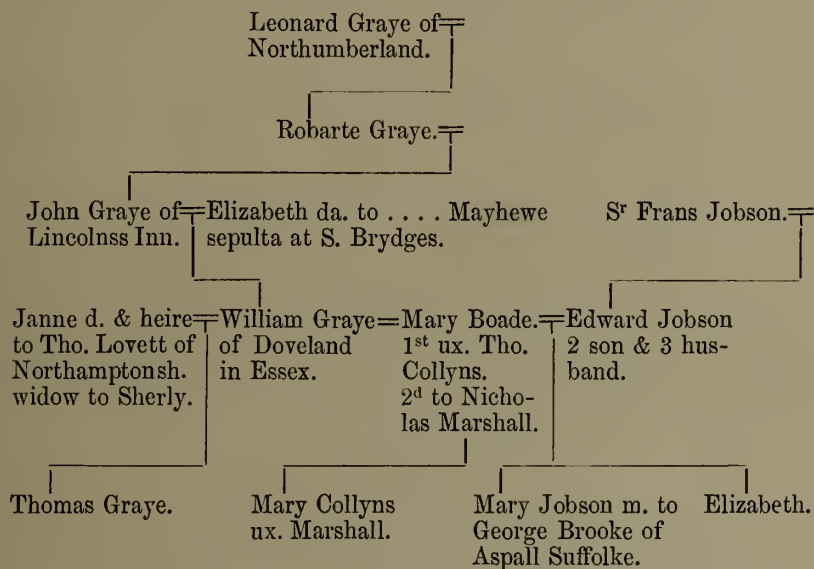 Leonard Graye of
Northumberland.
Robarte Graye.
John Graye of
Lincolnss Inn.
Elizabeth da. to . . . . Mayhewe
sepulta at S. Brydges.
Sr Frans Jobson.
Janne d. & heire
to Tho. Lovett of
Northamptonsh.
widow to Sherly.
William Graye
of Doveland
in Essex.
Mary Boade.
1st ux. Tho.
Collyns.
2d to Nicho-
las Marshall.
Edward Jobson
2 son & 3 hus-
band.
Thomas Graye.
Mary Collyns
ux. Marshall.
Mary Jobson m. to
George Brooke of
Aspall Suffolke.
Elizabeth.